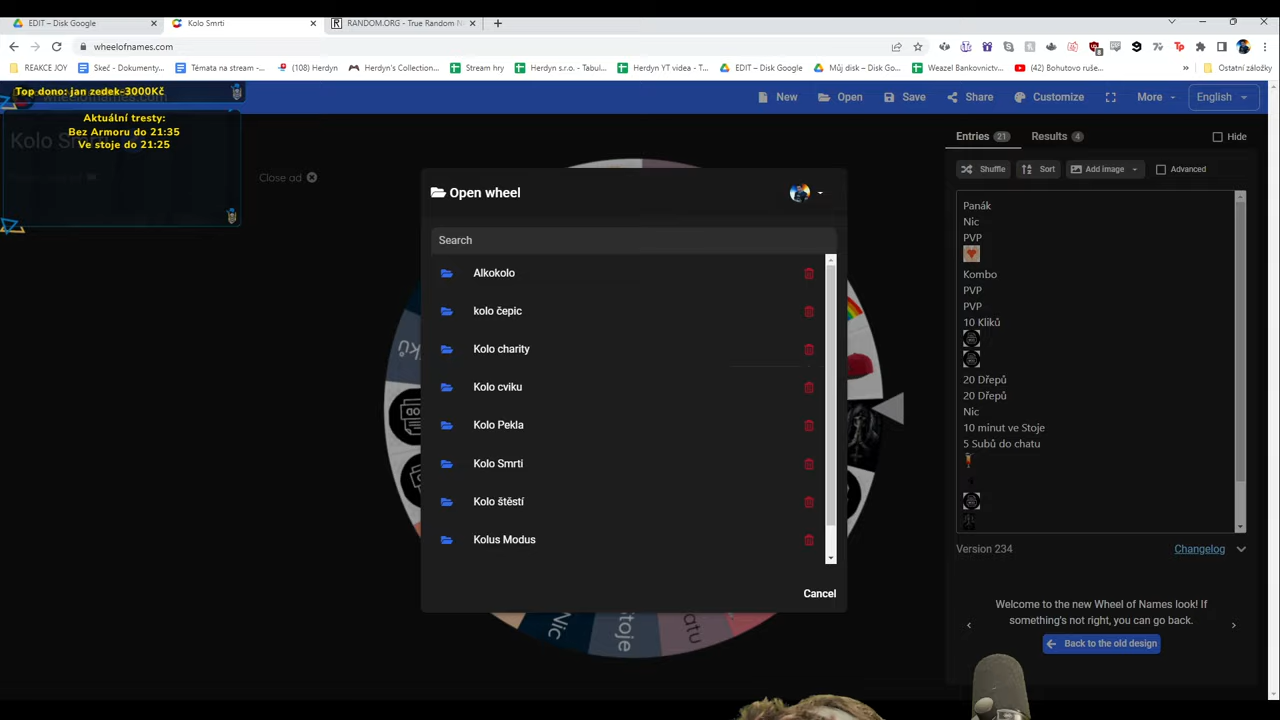 EDIT – Disk Google
Kolo Smrti
RANDOM.ORG - True Random N
wheelofnames.com
REAKCE JOY
Skeč - Dokumenty...
Témata na stream -...
(108) Herdyn
Herdyn's Collection...
Stream hry
Herdyn s.r.o. - Tabul...
Herdyn YT videa - T...
EDIT – Disk Google
Můj disk – Disk Go...
Weazel Bankovnictv...
(42) Bohutovo ruše...
»
Ostatní záložky
Top dono: jan zedek-3000Kč
wheelofnames.com
New
Open
Save
Share
Customize
More
English
Aktuální tresty:
Bez Armoru do 21:35
Ve stoje do 21:25
Kolo Smrti
Close ad
Open wheel
Search
Alkokolo
kolo čepic
Kolo charity
Kolo cviku
Kolo Pekla
Kolo Smrti
Kolo štěstí
Kolus Modus
Cancel
Nic
Entries 21
Results 4
Hide
Shuffle
Sort
Add image
Advanced
Panák
Nic
PVP
Kombo
PVP
PVP
10 Kliků
20 Dřepů
20 Dřepů
Nic
10 minut ve Stoje
5 Subů do chatu
Version 234
Changelog
Welcome to the new Wheel of Names look! If
something's not right, you can go back.
Back to the old design